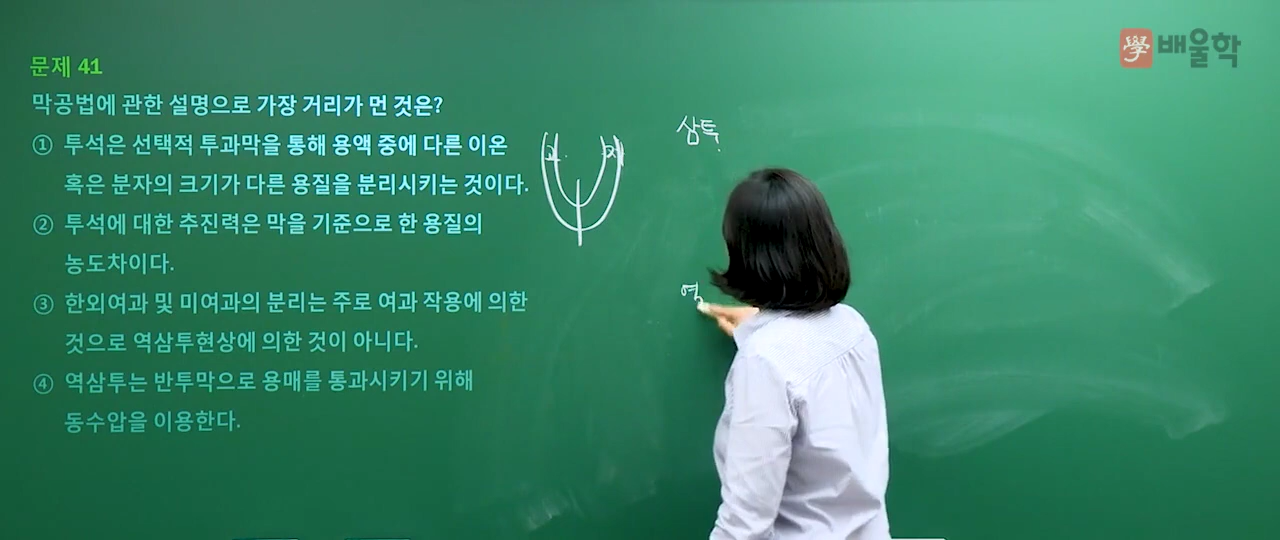 學 배울학
문제 41
막공법에 관한 설명으로 가장 거리가 먼 것은?
① 투석은 선택적 투과막을 통해 용액 중에 다른 이온
혹은 분자의 크기가 다른 용질을 분리시키는 것이다.
② 투석에 대한 추진력은 막을 기준으로 한 용질의
농도차이다.
③ 한외여과 및 미여과의 분리는 주로 여과 작용에 의한
것으로 역삼투현상에 의한 것이 아니다.
④ 역삼투는 반투막으로 용매를 통과시키기 위해
동수압을 이용한다.
삼투
역